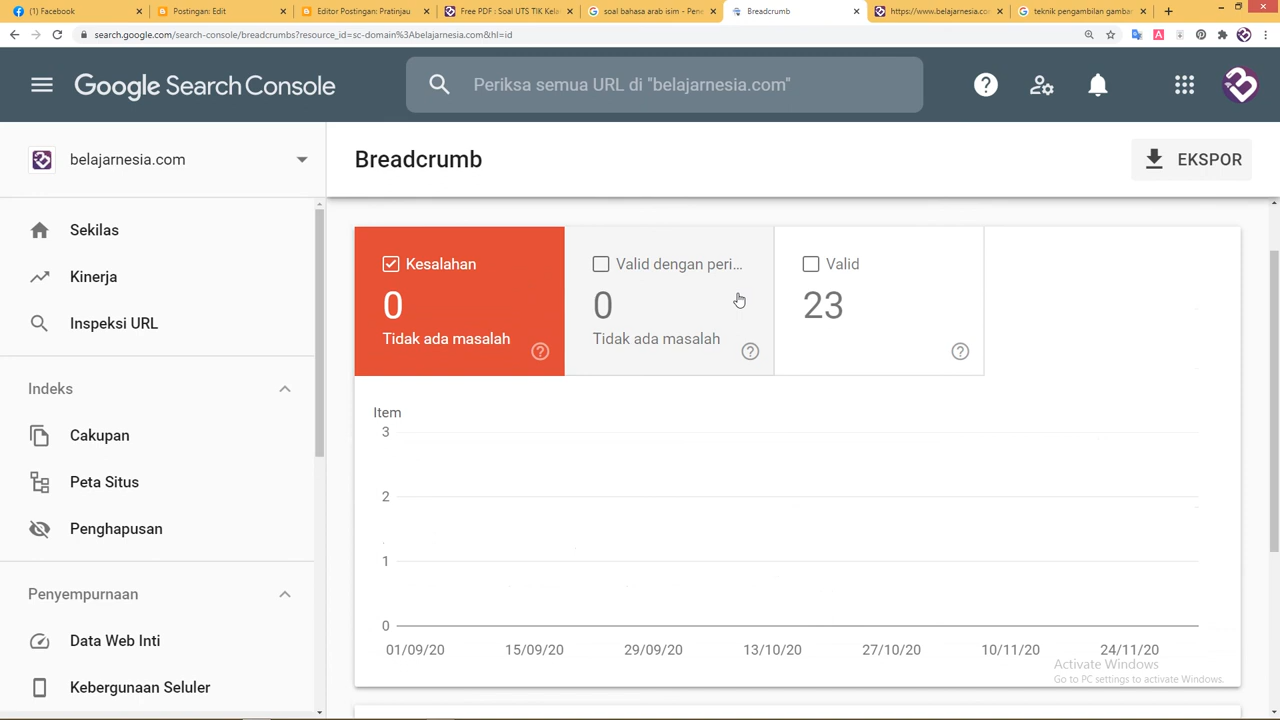 (1) Facebook
Postingan: Edit
Editor Postingan: Pratinjau
Free PDF : Soal UTS TIK Kela
soal bahasa arab isim - Pene
Breadcrumb
https://www.belajarnesia.com
teknik pengambilan gambar
search.google.com/search-console/breadcrumbs?resource_id=sc-domain%3Abelajarnesia.com&hl=id
Google Search Console
Periksa semua URL di "belajarnesia.com"
belajarnesia.com
Breadcrumb
EKSPOR
Sekilas
Kinerja
Inspeksi URL
Indeks
Cakupan
Peta Situs
Penghapusan
Penyempurnaan
Data Web Inti
Kebergunaan Seluler
Kesalahan
0
Tidak ada masalah
Valid dengan peri...
0
Tidak ada masalah
Valid
23
Item
3
2
1
0
01/09/20 15/09/20 29/09/20 13/10/20 27/10/20 10/11/20 24/11/20
Activate Windows
Go to PC settings to activate Windows.